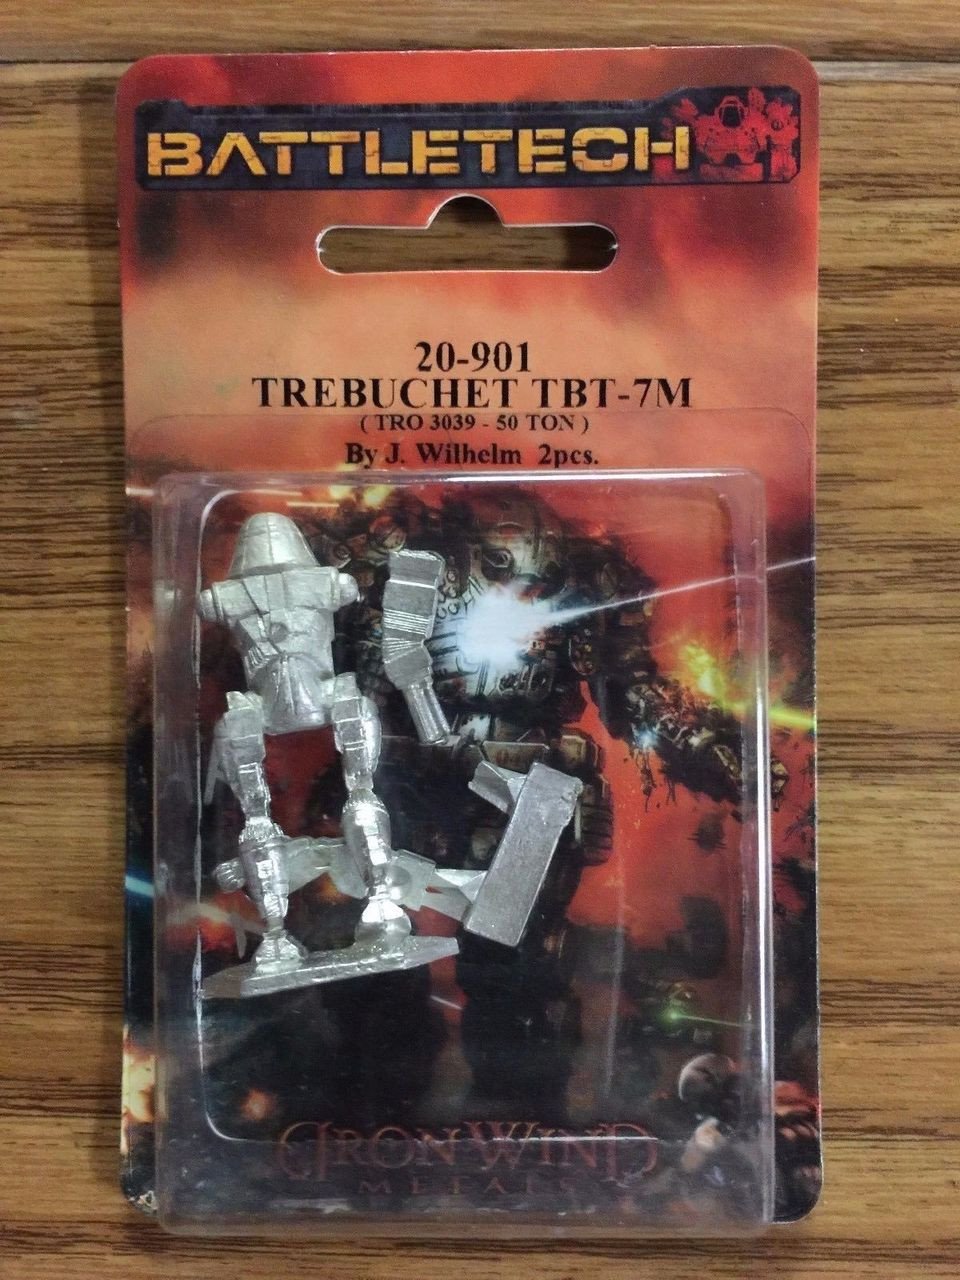 BATTLETECH
20-901
TREBUCHET TBT-7M
( TRO 3039 - 50 TON )
By J. Wilhelm 2pcs.
IRON WIND
METALS